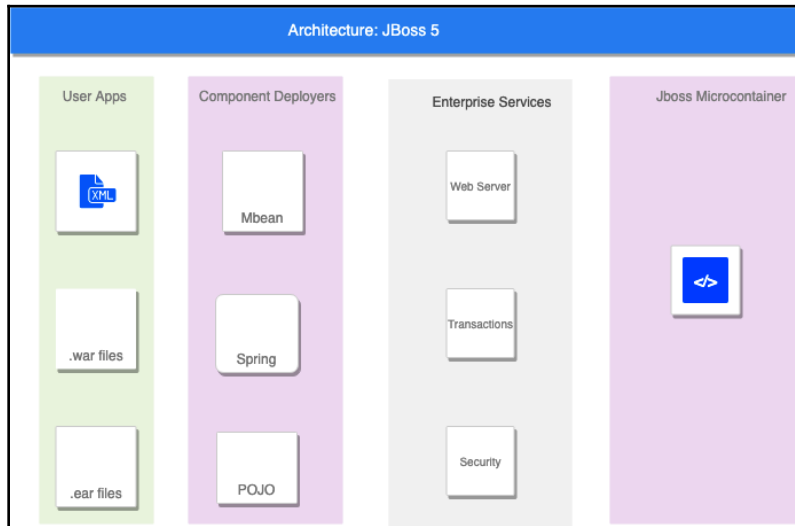 Architecture: JBoss 5
User Apps
XML
.war files
.ear files
Component Deployers
Mbean
Spring
POJO
Enterprise Services
Web Server
Transactions
Security
Jboss Microcontainer
</>